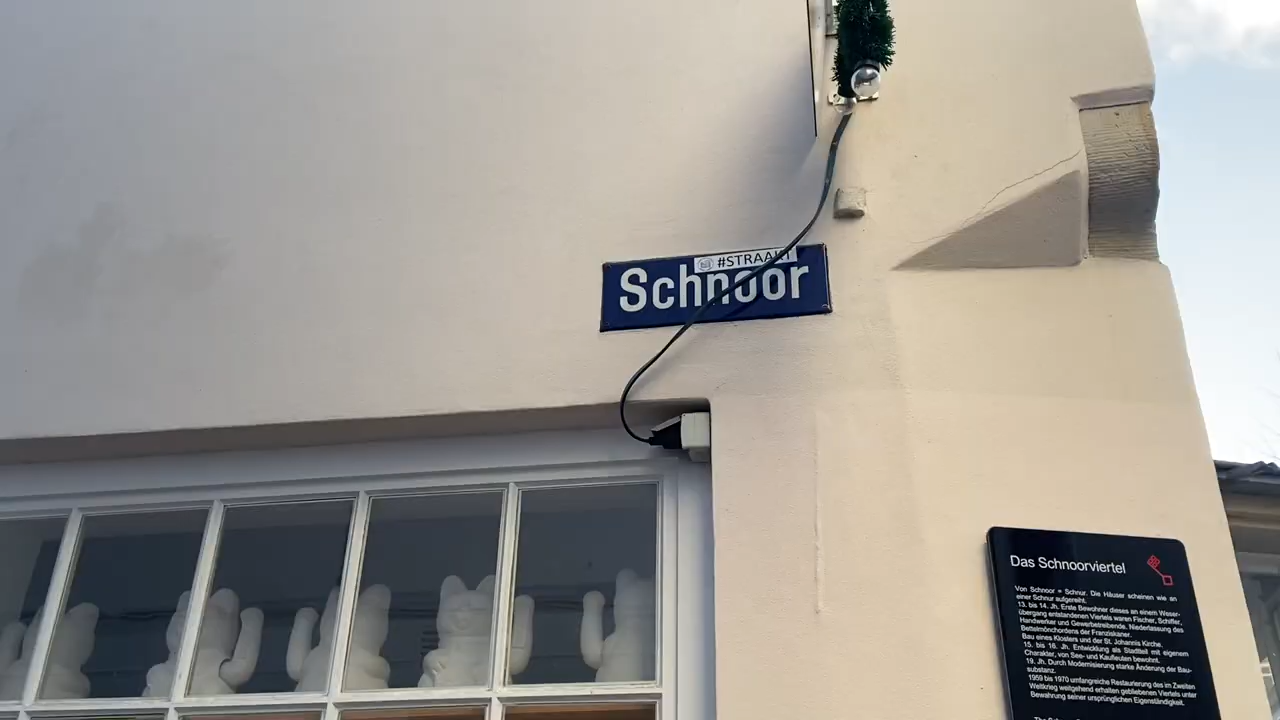 #STRAAKT
Schnoor
Das Schnoorviertel
Von Schnoor = Schnur. Die Häuser scheinen wie an
einer Schnur aufgereiht.
13. bis 14. Jh. Erste Bewohner dieses an einem Weser-
übergang entstandenen Viertels waren Fischer, Schiffer,
Handwerker und Gewerbetreibende. Niederlassung des
Bettelmönchordens der Franziskaner.
Bau eines Klosters und der St. Johannis Kirche.
15. bis 16. Jh. Entwicklung als Stadtteil mit eigenem
Charakter, von See- und Kaufleuten bewohnt.
19. Jh. Durch Modernisierung starke Änderung der Bau-
substanz.
1959 bis 1970 umfangreiche Restaurierung des im Zweiten
Weltkrieg weitgehend erhalten gebliebenen Viertels unter
Bewahrung seiner ursprünglichen Eigenständigkeit.